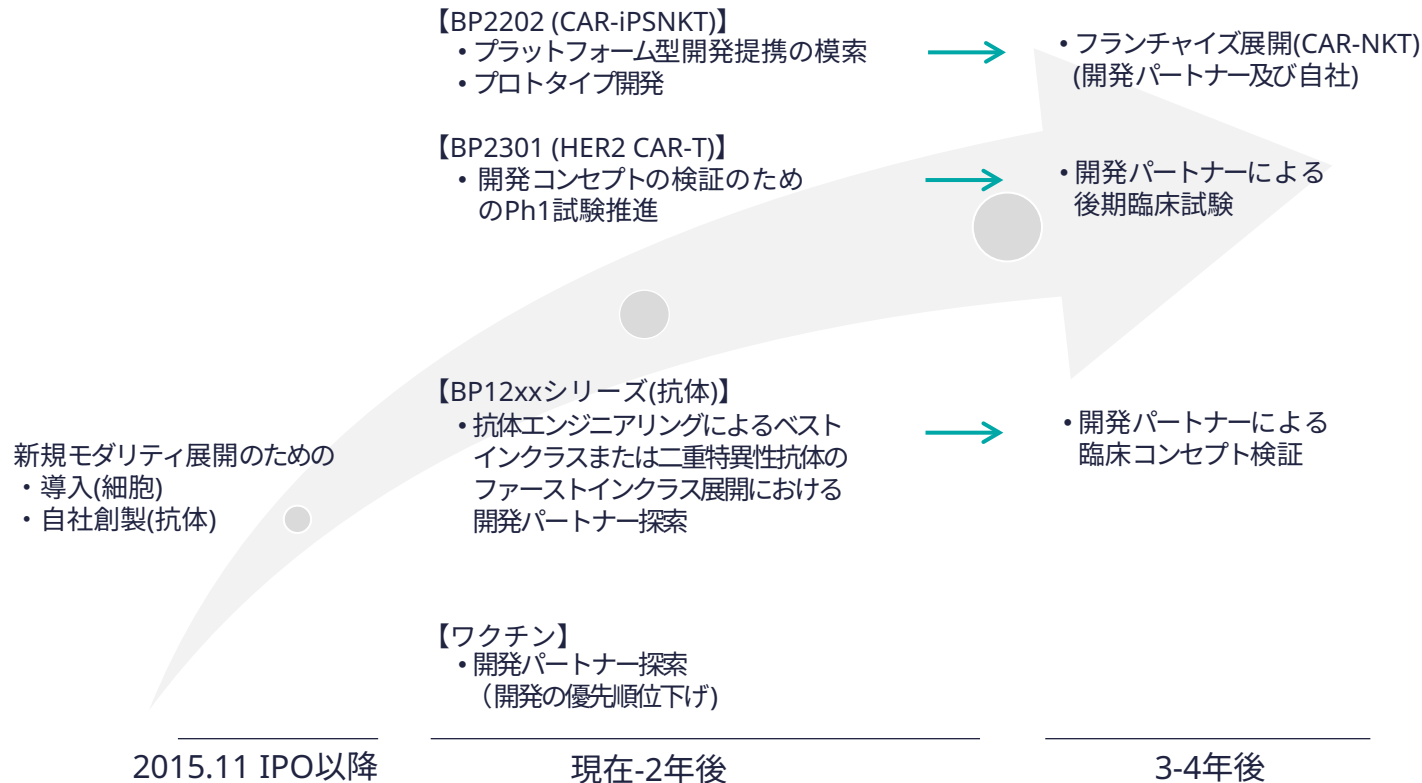 【BP2202 (CAR-iPSNKT)】
• プラットフォーム型開発提携の模索
• プロトタイプ開発
• フランチャイズ展開(CAR-NKT)
(開発パートナー及び自社)
【BP2301 (HER2 CAR-T)】
• 開発コンセプトの検証のため
のPh1試験推進
• 開発パートナーによる
後期臨床試験
新規モダリティ展開のための
・導入(細胞)
・自社創製(抗体)
【BP12xxシリーズ(抗体)】
• 抗体エンジニアリングによるベスト
インクラスまたは二重特異性抗体の
ファーストインクラス展開における
開発パートナー探索
• 開発パートナーによる
臨床コンセプト検証
【ワクチン】
• 開発パートナー探索
（開発の優先順位下げ)
2015.11 IPO以降
現在-2年後
3-4年後